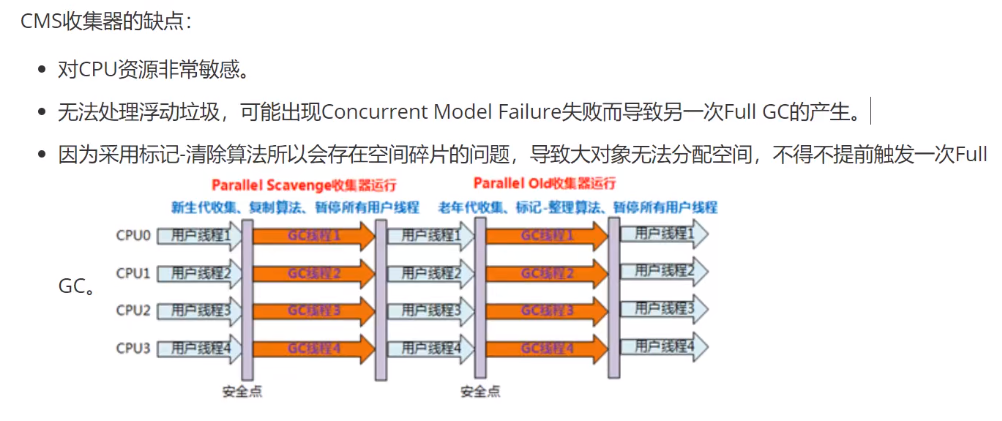 CMS收集器的缺点：
对CPU资源非常敏感。
无法处理浮动垃圾，可能出现Concurrent Model Failure失败而导致另一次Full GC的产生。
因为采用标记-清除算法所以会存在空间碎片的问题，导致大对象无法分配空间，不得不提前触发一次Full
GC。
Parallel Scavenge收集器运行 Parallel Old收集器运行
新生代收集、复制算法、暂停所有用户线程 老年代收集、标记-整理算法、暂停所有用户线程
CPU0 用户线程1 GC线程1 用户线程1 GC线程1 用户线程1
CPU1 用户线程2 GC线程2 用户线程2 GC线程2 用户线程2
CPU2 用户线程3 GC线程3 用户线程3 GC线程3 用户线程3
CPU3 用户线程4 GC线程4 用户线程4 GC线程4 用户线程4
安全点 安全点